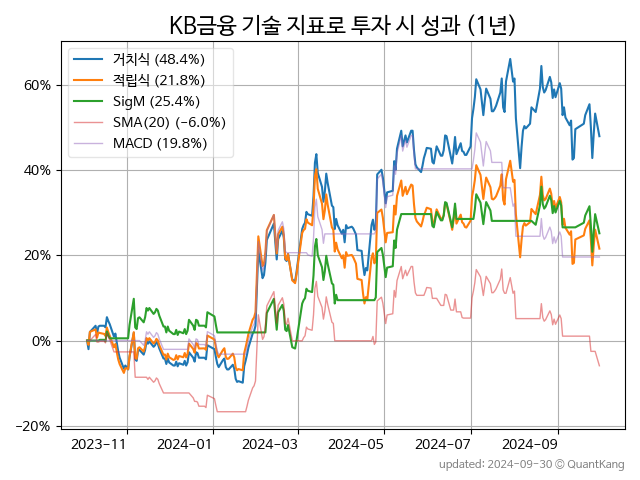 KB금융 기술 지표로 투자 시 성과 (1년)
거치식 (48.4%)
적립식 (21.8%)
SigM (25.4%)
SMA(20) (−6.0%)
MACD (19.8%)
60%
40%
20%
0%
−20%
2023-11 2024-01 2024-03 2024-05 2024-07 2024-09
updated: 2024-09-30 © QuantKang